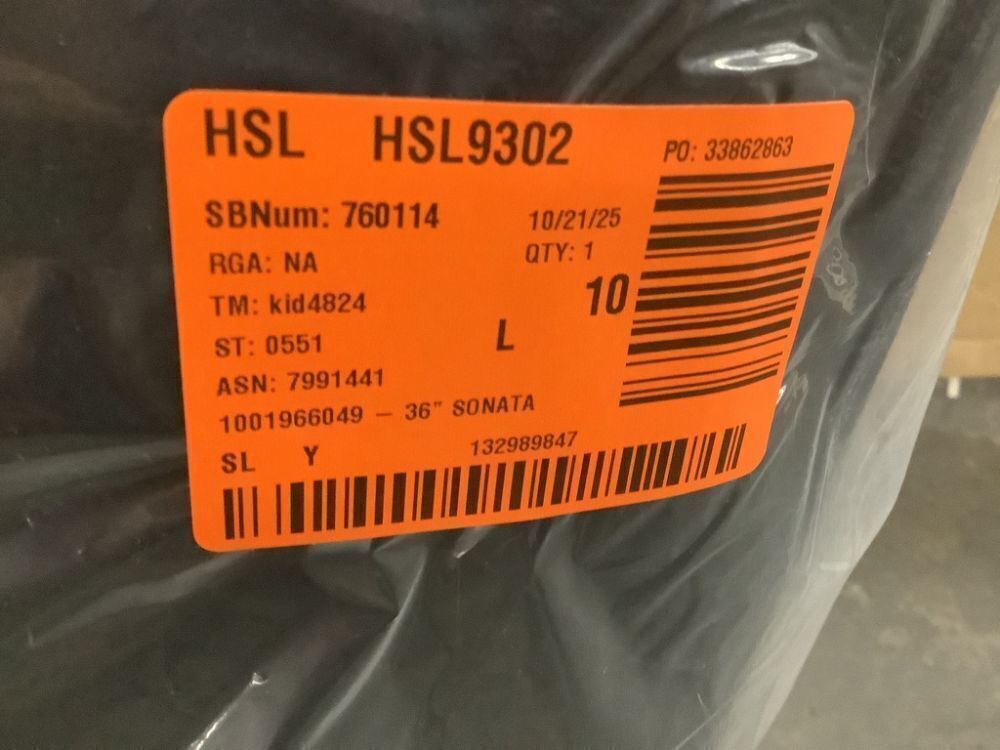 HSL HSL9302 PO: 33862863
SBNum: 760114 10/21/25
RGA: NA QTY: 1
TM: kid4824 10
ST: 0551 L
ASN: 7991441
1001966049 – 36" SONATA
SL Y 132989847